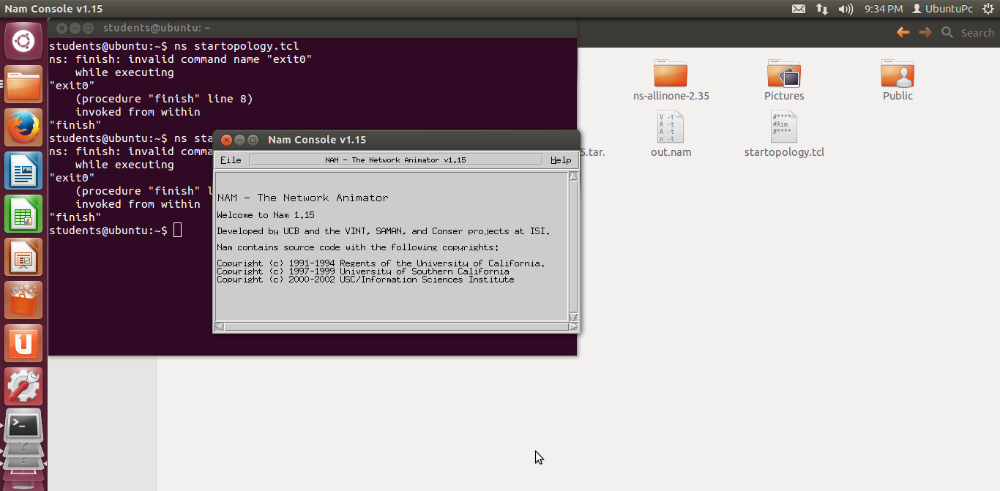 Nam Console v1.15
9:34 PM
UbuntuPc
students@ubuntu: ~
Search
students@ubuntu:~$ ns startopology.tcl
ns: finish: invalid command name "exit0"
while executing
"exit0"
(procedure "finish" line 8)
invoked from within
"finish"
students@ubuntu:~$ ns sta
ns: finish: invalid comma
while executing
"exit0"
(procedure "finish" l
invoked from within
"finish"
students@ubuntu:~$
Nam Console v1.15
File
NAM - The Network Animator v1.15
Help
NAM - The Network Animator
Welcome to Nam 1.15
Developed by UCB and the VINT, SAMAN, and Conser projects at ISI.
Nam contains source code with the following copyrights:
Copyright (c) 1991-1994 Regents of the University of California.
Copyright (c) 1997-1999 University of Southern California
Copyright (c) 2000-2002 USC/Information Sciences Institute
ns-allinone-2.35
Pictures
Public
V -t
A -t
A -t
n -t
#****
#Aim
#****
5.tar.
out.nam
startopology.tcl